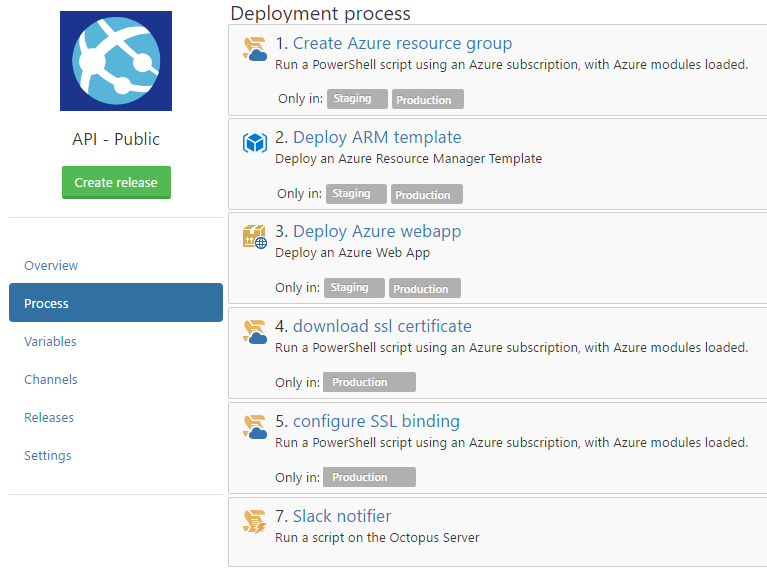 Deployment process
API - Public
Create release
Overview
Process
Variables
Channels
Releases
Settings
1. Create Azure resource group
Run a PowerShell script using an Azure subscription, with Azure modules loaded.
Only in: Staging Production
2. Deploy ARM template
Deploy an Azure Resource Manager Template
Only in: Staging Production
3. Deploy Azure webapp
Deploy an Azure Web App
Only in: Staging Production
4. download ssl certificate
Run a PowerShell script using an Azure subscription, with Azure modules loaded.
Only in: Production
5. configure SSL binding
Run a PowerShell script using an Azure subscription, with Azure modules loaded.
Only in: Production
7. Slack notifier
Run a script on the Octopus Server